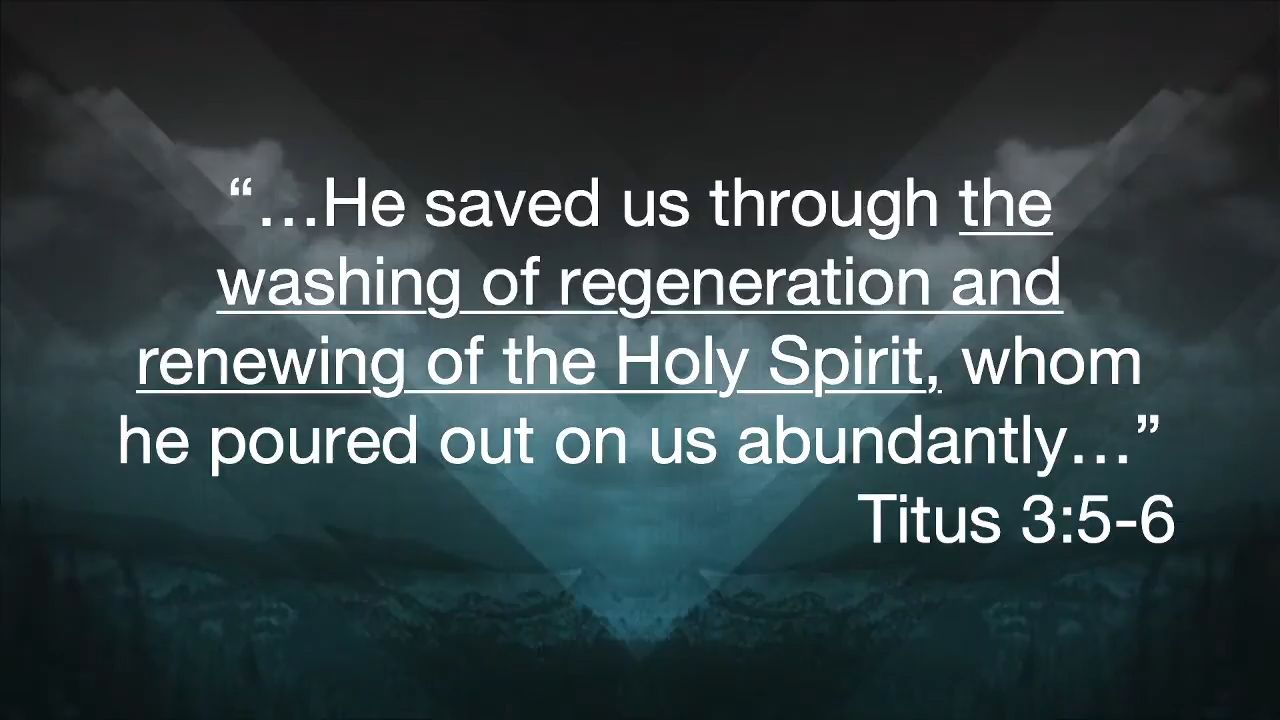 “…He saved us through the
washing of regeneration and
renewing of the Holy Spirit, whom
he poured out on us abundantly…”
Titus 3:5-6